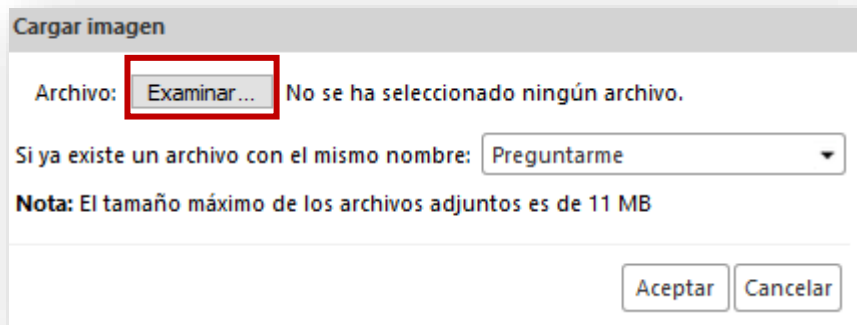 Cargar imagen
Archivo: Examinar... No se ha seleccionado ningún archivo.
Si ya existe un archivo con el mismo nombre: Preguntarme
Nota: El tamaño máximo de los archivos adjuntos es de 11 MB
Aceptar Cancelar